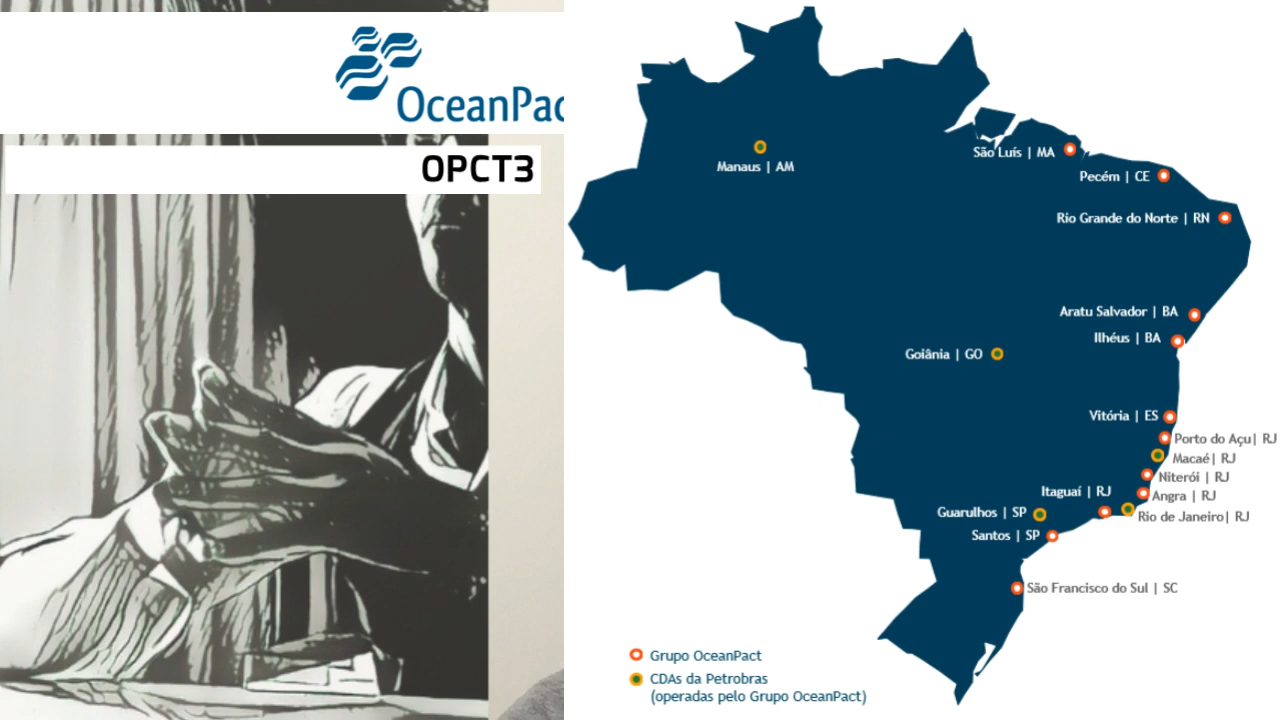 OceanPac
OPCT3
São Luís | MA
Manaus | AM
Pecém | CE
Rio Grande do Norte | RN
Aratu Salvador | BA
Ilhéus | BA
Goiânia | GO
Vitória | ES
Porto do Açu| RJ
Macaé| RJ
Niterói | RJ
Itaguaí | RJ
Angra | RJ
Guarulhos | SP
Rio de Janeiro| RJ
Santos | SP
São Francisco do Sul | SC
Grupo OceanPact
CDAs da Petrobras
(operadas pelo Grupo OceanPact)